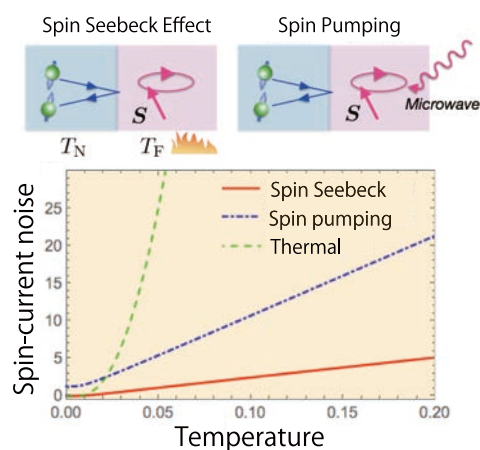 Spin Seebeck Effect
Spin Pumping
S
S
Microwave
T_N
T_F
Spin Seebeck
Spin pumping
Thermal
Spin-current noise
25
20
15
10
5
0
0.00 0.05 0.10 0.15 0.20
Temperature